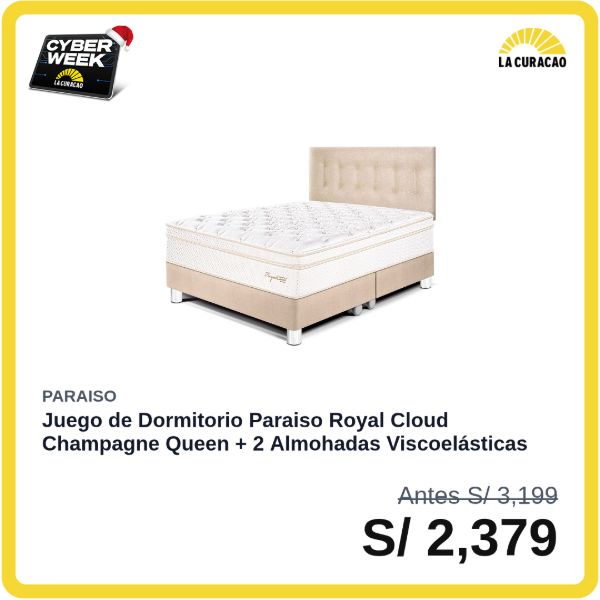 CYBER
WEEK
LA CURACAO
LA CURACAO
PARAISO
Juego de Dormitorio Paraiso Royal Cloud
Champagne Queen + 2 Almohadas Viscoelásticas
Antes S/ 3,199
S/ 2,379